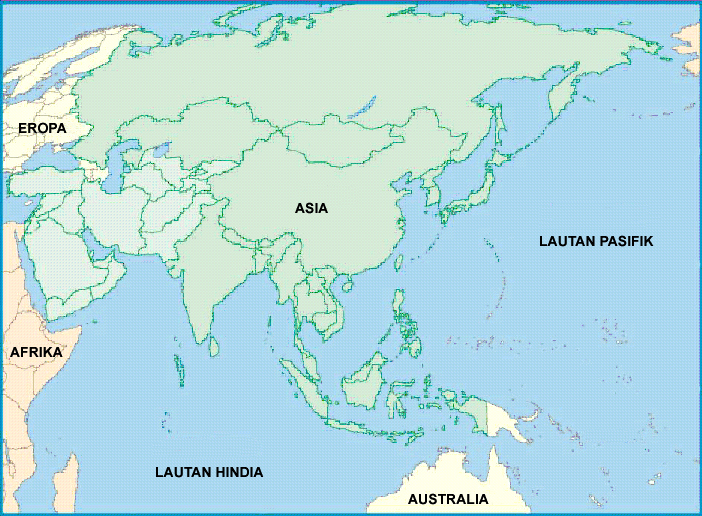 EROPA
ASIA
LAUTAN PASIFIK
AFRIKA
LAUTAN HINDIA
AUSTRALIA